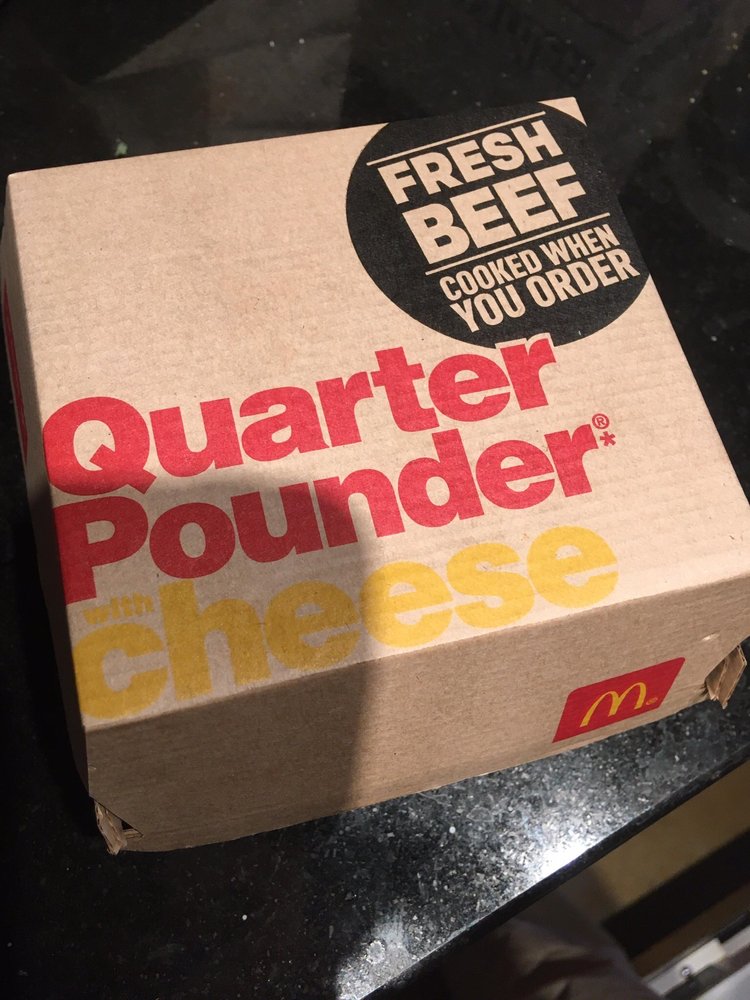 FRESH
BEEF
COOKED WHEN
YOU ORDER
Quarter
Pounder®*
with
cheese